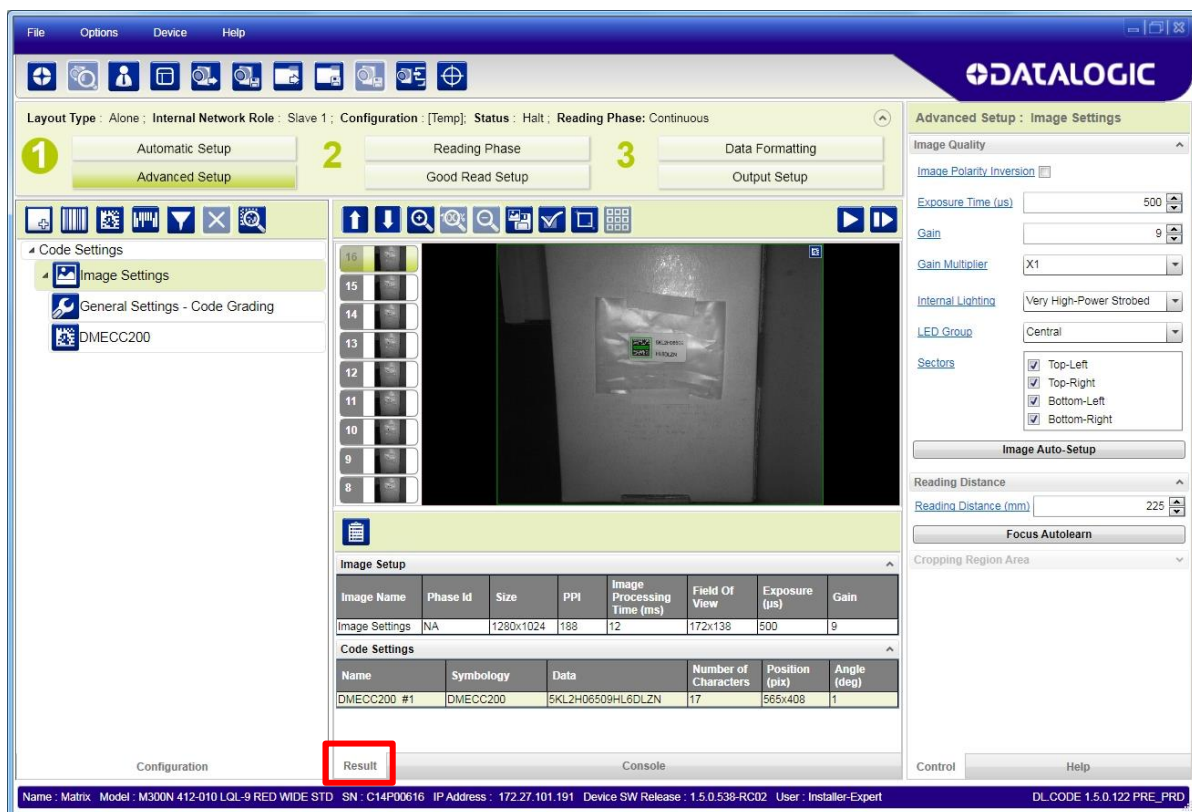 File Options Device Help
DATALOGIC
Layout Type : Alone ; Internal Network Role : Slave 1 ; Configuration : [Temp]; Status : Halt ; Reading Phase: Continuous
1 Automatic Setup 2 Reading Phase 3 Data Formatting
Advanced Setup Good Read Setup Output Setup
Code Settings
Image Settings
General Settings - Code Grading
DMECC200
16
15
14
13
12
11
10
9
8
Image Setup
Image Name Phase Id Size PPI Image Processing Time (ms) Field Of View Exposure (µs) Gain
Image Settings NA 1280x1024 188 12 172x138 500 9
Code Settings
Name Symbology Data Number of Characters Position (pix) Angle (deg)
DMECC200 #1 DMECC200 5KL2H06509HL6DLZN 17 565x408 1
Configuration
Result Console
Advanced Setup : Image Settings
Image Quality
Image Polarity Inversion
Exposure Time (µs) 500
Gain 9
Gain Multiplier X1
Internal Lighting Very High-Power Strobed
LED Group Central
Sectors Top-Left
Top-Right
Bottom-Left
Bottom-Right
Image Auto-Setup
Reading Distance
Reading Distance (mm) 225
Focus Autolearn
Cropping Region Area
Control Help
Name : Matrix Model : M300N 412-010 LQL-9 RED WIDE STD SN : C14P00616 IP Address : 172.27.101.191 Device SW Release : 1.5.0.538-RC02 User : Installer-Expert DL.CODE 1.5.0.122 PRE_PRD